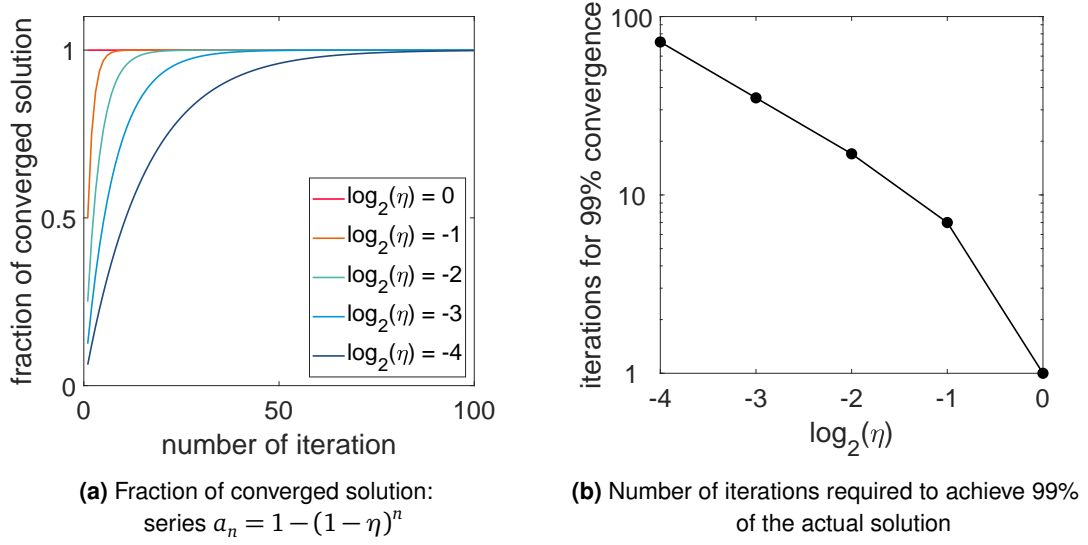 fraction of converged solution
1
0.5
0
0
50
100
number of iteration
log₂(η) = 0
log₂(η) = -1
log₂(η) = -2
log₂(η) = -3
log₂(η) = -4
(a) Fraction of converged solution:
series aₙ = 1 − (1 − η)ⁿ
iterations for 99% convergence
100
10
1
-4
-3
-2
-1
0
log₂(η)
(b) Number of iterations required to achieve 99%
of the actual solution